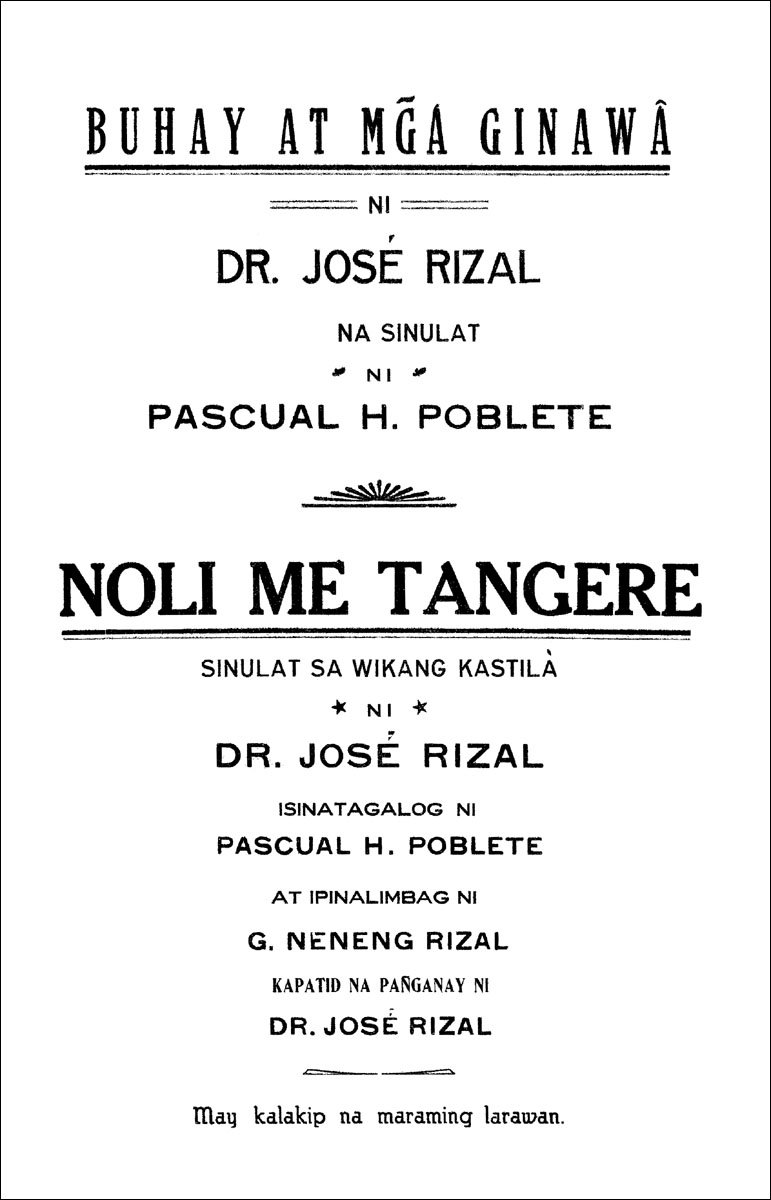 BUHAY AT MG̃A GINAWÂ
NI
DR. JOSÉ RIZAL
NA SINULAT
NI
PASCUAL H. POBLETE
NOLI ME TANGERE
SINULAT SA WIKANG KASTILÀ
NI
DR. JOSÉ RIZAL
ISINATAGALOG NI
PASCUAL H. POBLETE
AT IPINALIMBAG NI
G. NENENG RIZAL
KAPATID NA PAÑGANAY NI
DR. JOSÉ RIZAL
May kalakip na maraming larawan.